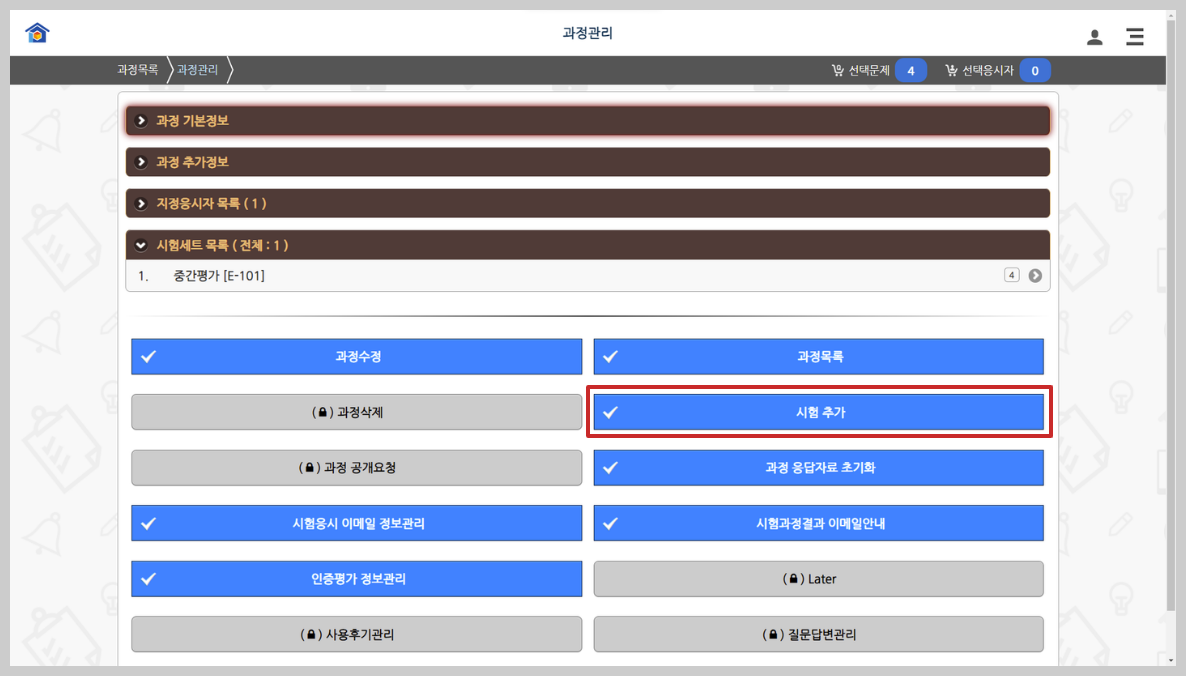 과정관리
과정목록 과정관리 선택문제 4 선택응시자 0
과정 기본정보
과정 추가정보
지정응시자 목록 ( 1 )
시험세트 목록 ( 전체 : 1 )
1. 중간평가 [E-101] 4
과정수정 과정목록
( ) 과정삭제 시험 추가
( ) 과정 공개요청 과정 응답자료 초기화
시험응시 이메일 정보관리 시험과정결과 이메일안내
인증평가 정보관리 ( ) Later
( ) 사용후기관리 ( ) 질문답변관리